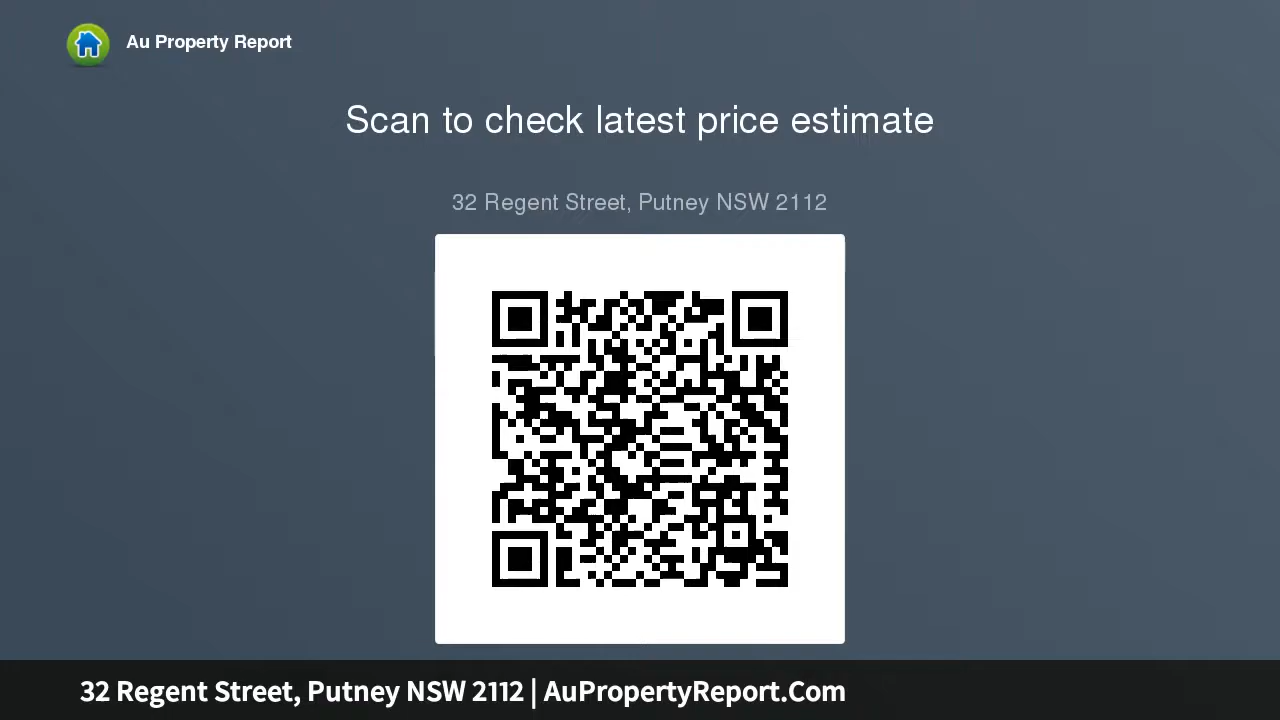 Au Property Report
Scan to check latest price estimate
32 Regent Street, Putney NSW 2112
32 Regent Street, Putney NSW 2112 | AuPropertyReport.Com